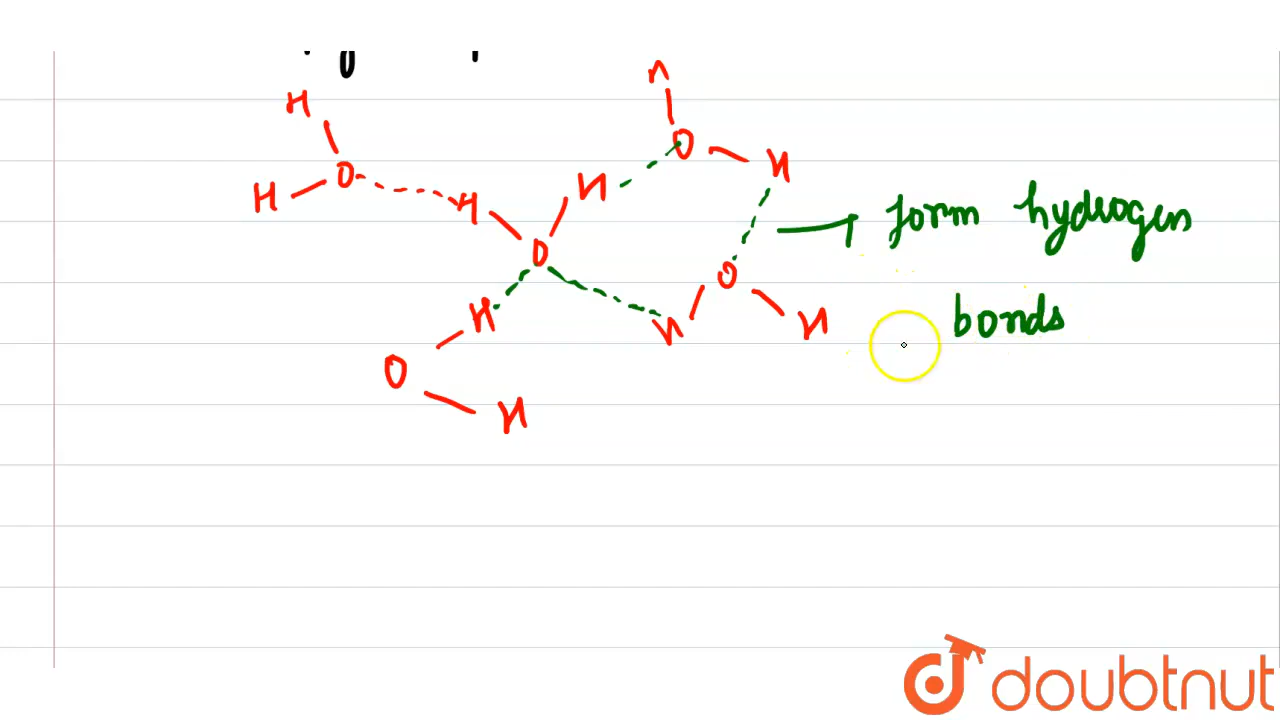 H
H O H H O H
O
form hydrogen
O
H H H
bonds
O
H
doubtnut